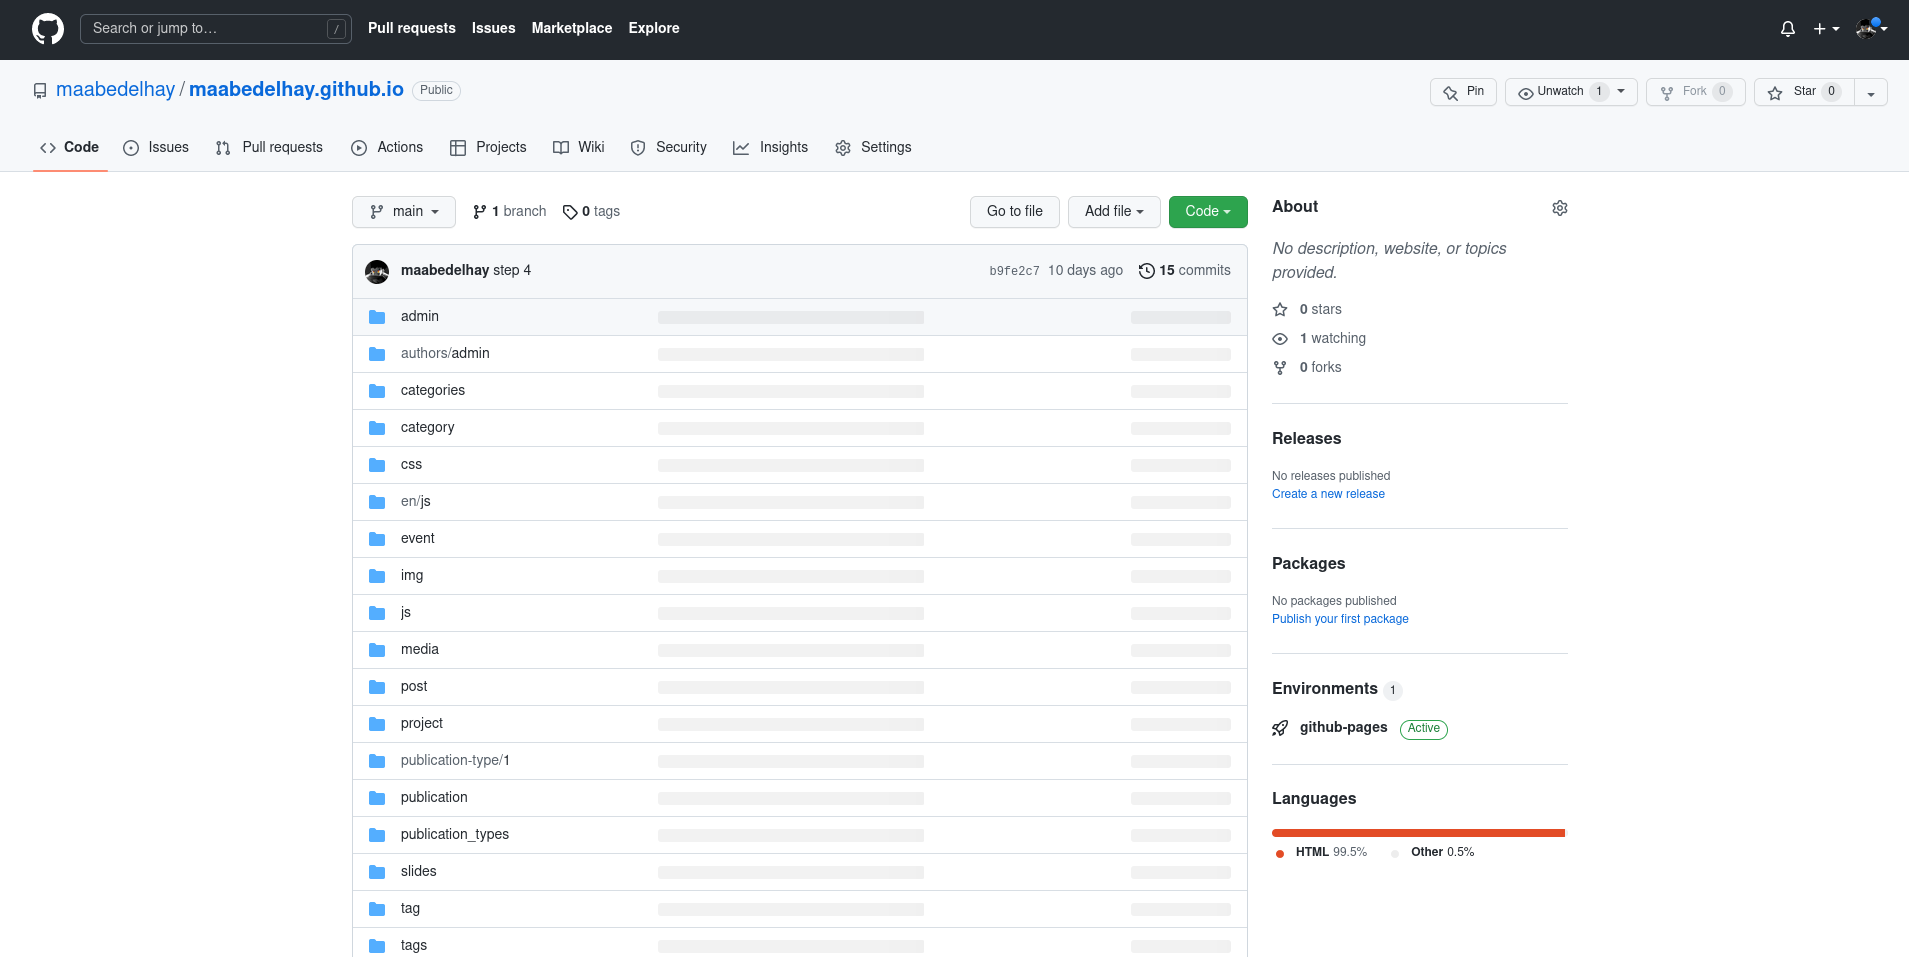 Search or jump to… /
Pull requests Issues Marketplace Explore
maabedelhay / maabedelhay.github.io Public
Pin Unwatch 1 Fork 0 Star 0
Code Issues Pull requests Actions Projects Wiki Security Insights Settings
main 1 branch 0 tags Go to file Add file Code
maabedelhay step 4 b9fe2c7 10 days ago 15 commits
admin
authors/admin
categories
category
css
en/js
event
img
js
media
post
project
publication-type/1
publication
publication_types
slides
tag
tags
About
No description, website, or topics
provided.
0 stars
1 watching
0 forks
Releases
No releases published
Create a new release
Packages
No packages published
Publish your first package
Environments 1
github-pages Active
Languages
HTML 99.5% Other 0.5%